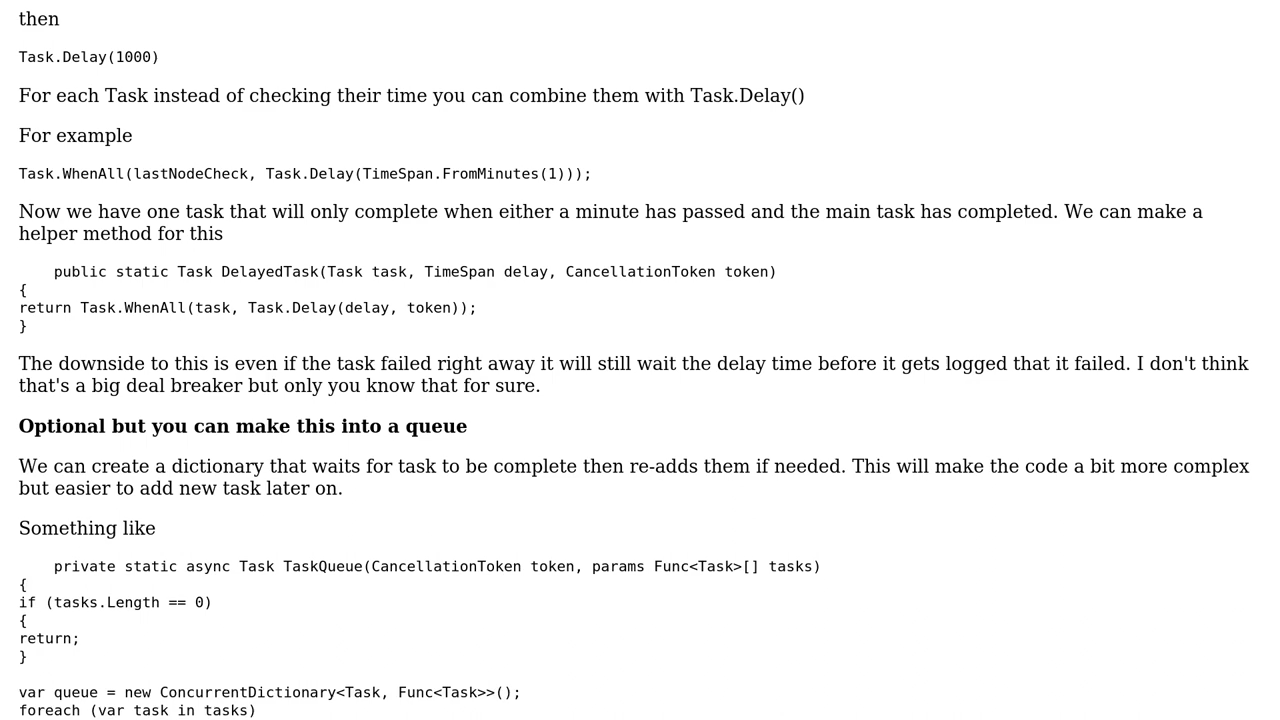 then
Task.Delay(1000)
For each Task instead of checking their time you can combine them with Task.Delay()
For example
Task.WhenAll(lastNodeCheck, Task.Delay(TimeSpan.FromMinutes(1)));
Now we have one task that will only complete when either a minute has passed and the main task has completed. We can make a
helper method for this
    public static Task DelayedTask(Task task, TimeSpan delay, CancellationToken token)
{
return Task.WhenAll(task, Task.Delay(delay, token));
}
The downside to this is even if the task failed right away it will still wait the delay time before it gets logged that it failed. I don't think
that's a big deal breaker but only you know that for sure.
Optional but you can make this into a queue
We can create a dictionary that waits for task to be complete then re-adds them if needed. This will make the code a bit more complex
but easier to add new task later on.
Something like
    private static async Task TaskQueue(CancellationToken token, params Func<Task>[] tasks)
{
if (tasks.Length == 0)
{
return;
}
var queue = new ConcurrentDictionary<Task, Func<Task>>();
foreach (var task in tasks)